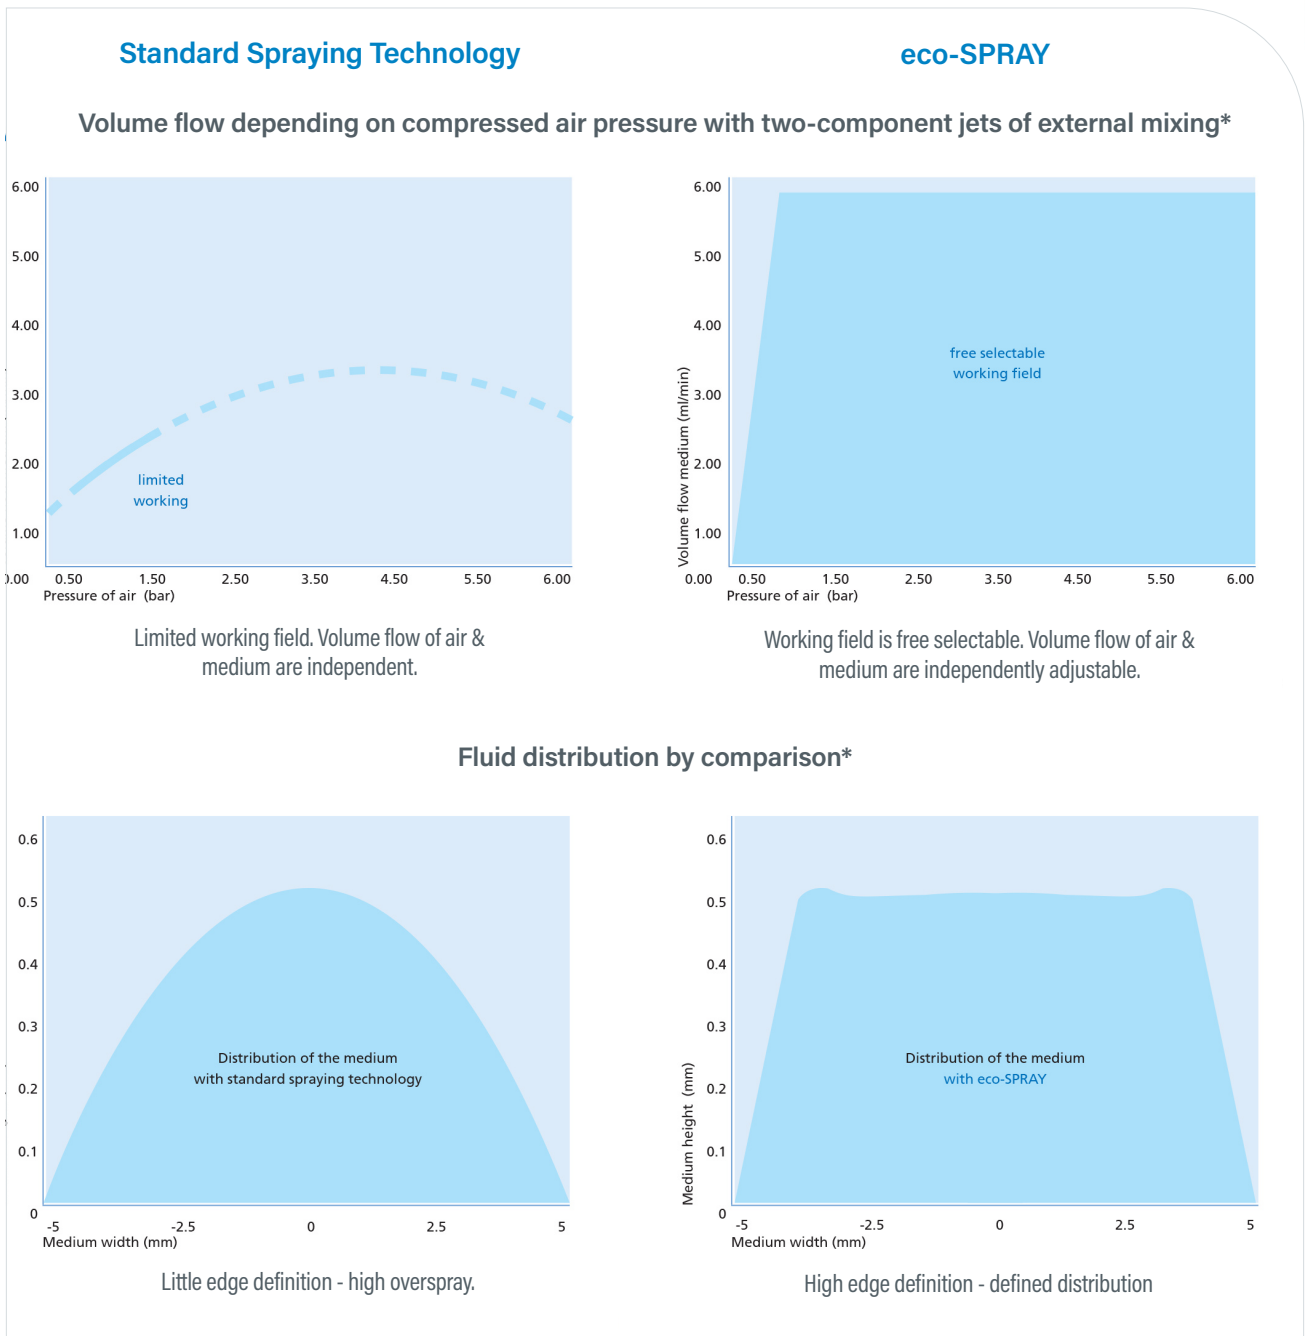 Standard Spraying Technology
eco-SPRAY
Volume flow depending on compressed air pressure with two-component jets of external mixing*
6.00
5.00
4.00
3.00
2.00
1.00
0.50 1.50 2.50 3.50 4.50 5.50 6.00
Pressure of air (bar)
limited
working
Limited working field. Volume flow of air &
medium are independent.
Volume flow medium (ml/min)
6.00
5.00
4.00
3.00
2.00
1.00
0.00 0.50 1.50 2.50 3.50 4.50 5.50 6.00
Pressure of air (bar)
free selectable
working field
Working field is free selectable. Volume flow of air &
medium are independently adjustable.
Fluid distribution by comparison*
0.6
0.5
0.4
0.3
0.2
0.1
0
-5 -2.5 0 2.5 5
Medium width (mm)
Distribution of the medium
with standard spraying technology
Little edge definition - high overspray.
Medium height (mm)
0.6
0.5
0.4
0.3
0.2
0.1
0
-5 -2.5 0 2.5 5
Medium width (mm)
Distribution of the medium
with eco-SPRAY
High edge definition - defined distribution